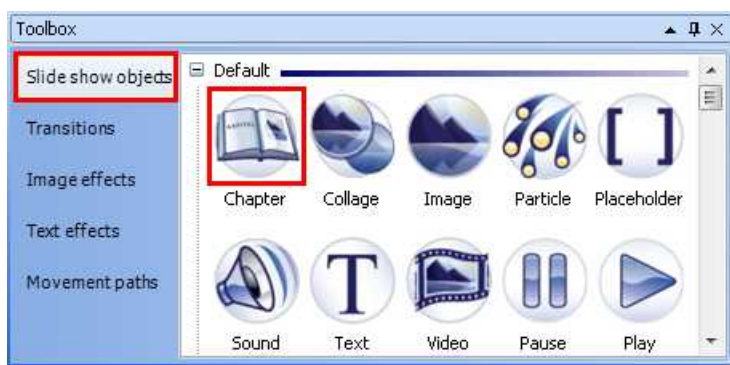 Toolbox
Slide show objects
Transitions
Image effects
Text effects
Movement paths
Default
Chapter Collage Image Particle Placeholder
Sound Text Video Pause Play